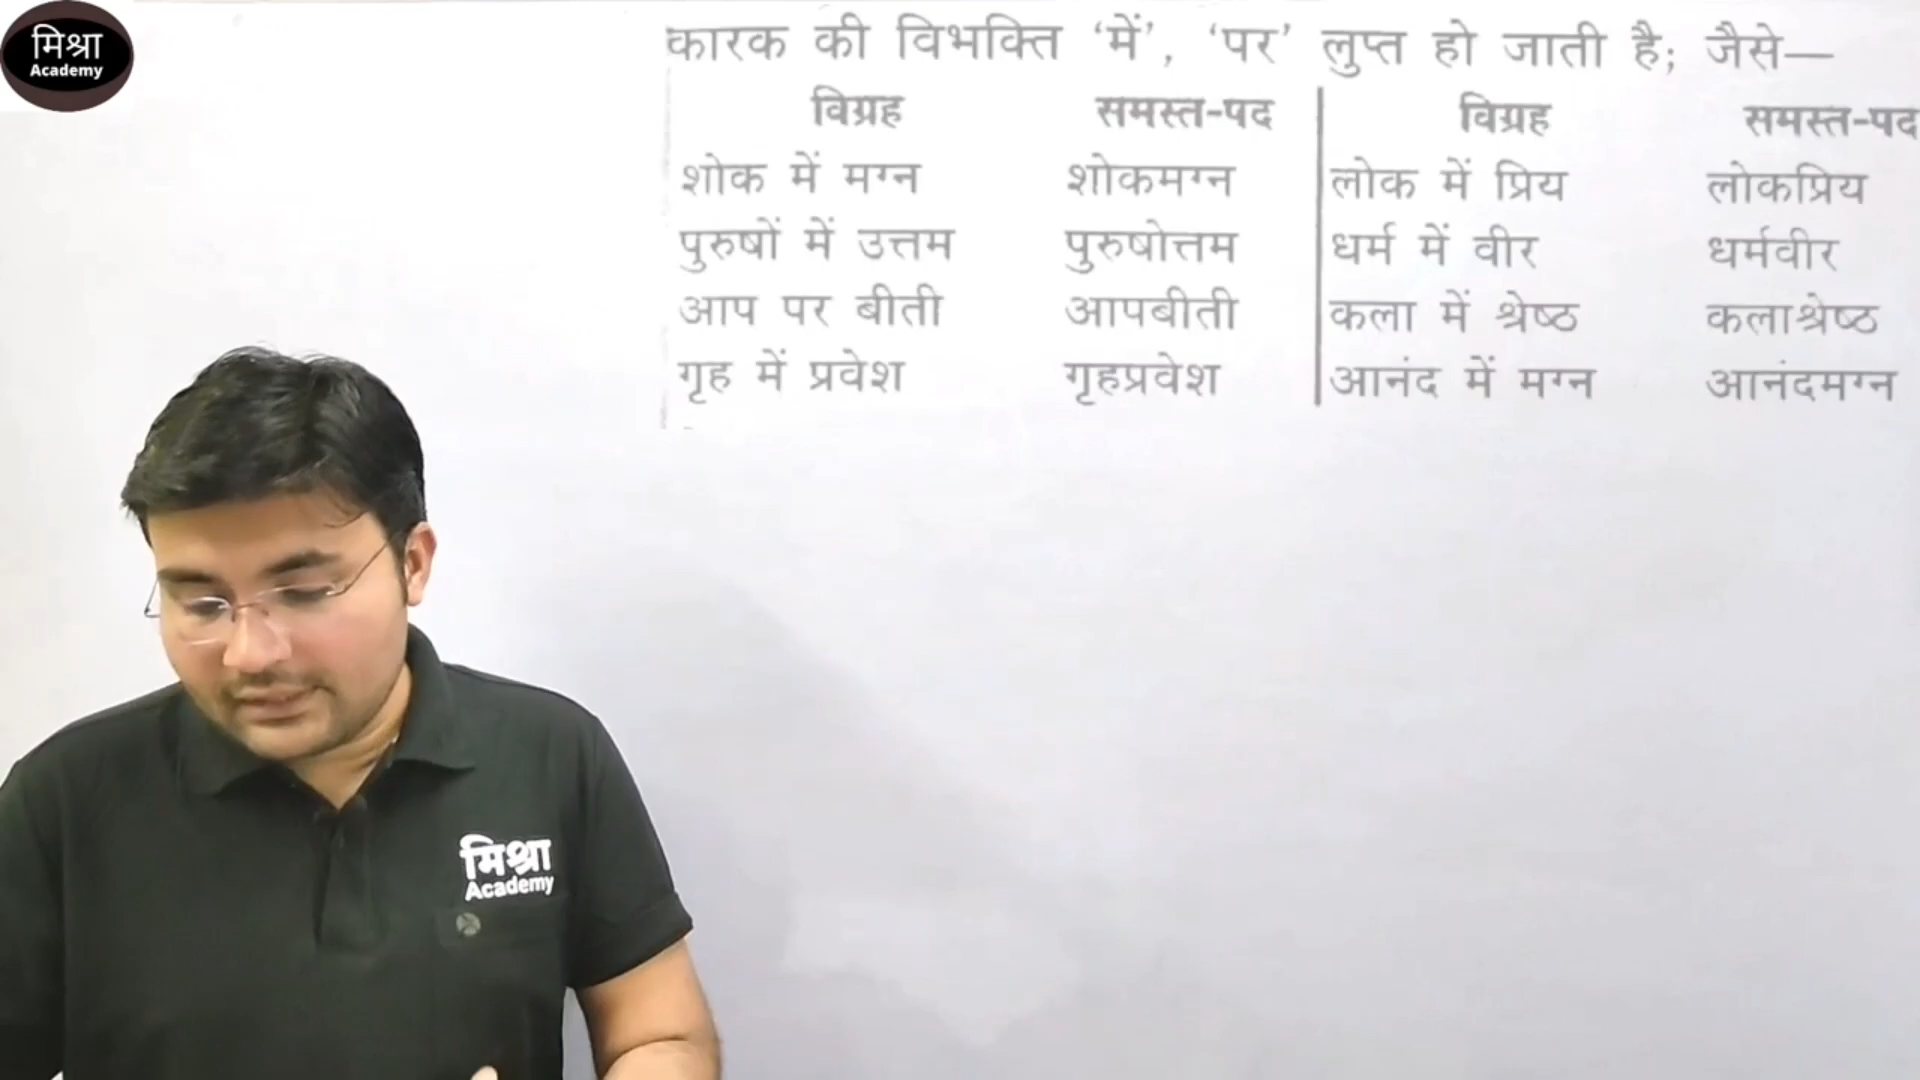 मिश्रा
Academy
कारक की विभक्ति ‘में’, ‘पर’ लुप्त हो जाती है; जैसे—
विग्रह समस्त-पद विग्रह समस्त-पद
शोक में मग्न शोकमग्न लोक में प्रिय लोकप्रिय
पुरुषों में उत्तम पुरुषोत्तम धर्म में वीर धर्मवीर
आप पर बीती आपबीती कला में श्रेष्ठ कलाश्रेष्ठ
गृह में प्रवेश गृहप्रवेश आनंद में मग्न आनंदमग्न
मिश्रा
Academy